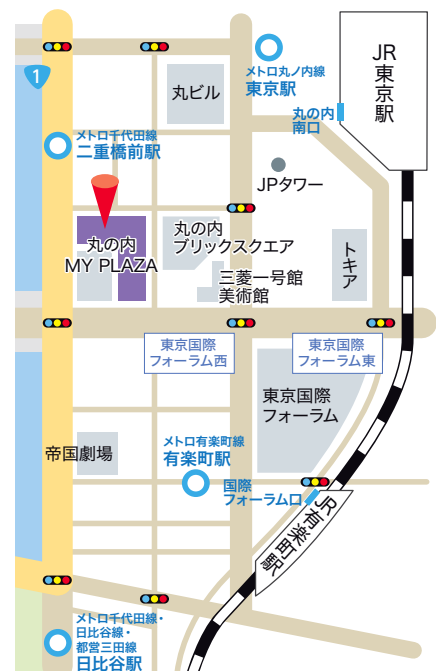 JR
東京駅
メトロ丸ノ内線
東京駅
1
丸ビル
丸の内
南口
メトロ千代田線
二重橋前駅
JPタワー
丸の内
MY PLAZA
丸の内
ブリックスクエア
トキア
三菱一号館
美術館
東京国際
フォーラム西
東京国際
フォーラム東
東京国際
フォーラム
帝国劇場
メトロ有楽町線
有楽町駅
国際
フォーラム口
JR有楽町駅
メトロ千代田線・
日比谷線・
都営三田線
日比谷駅